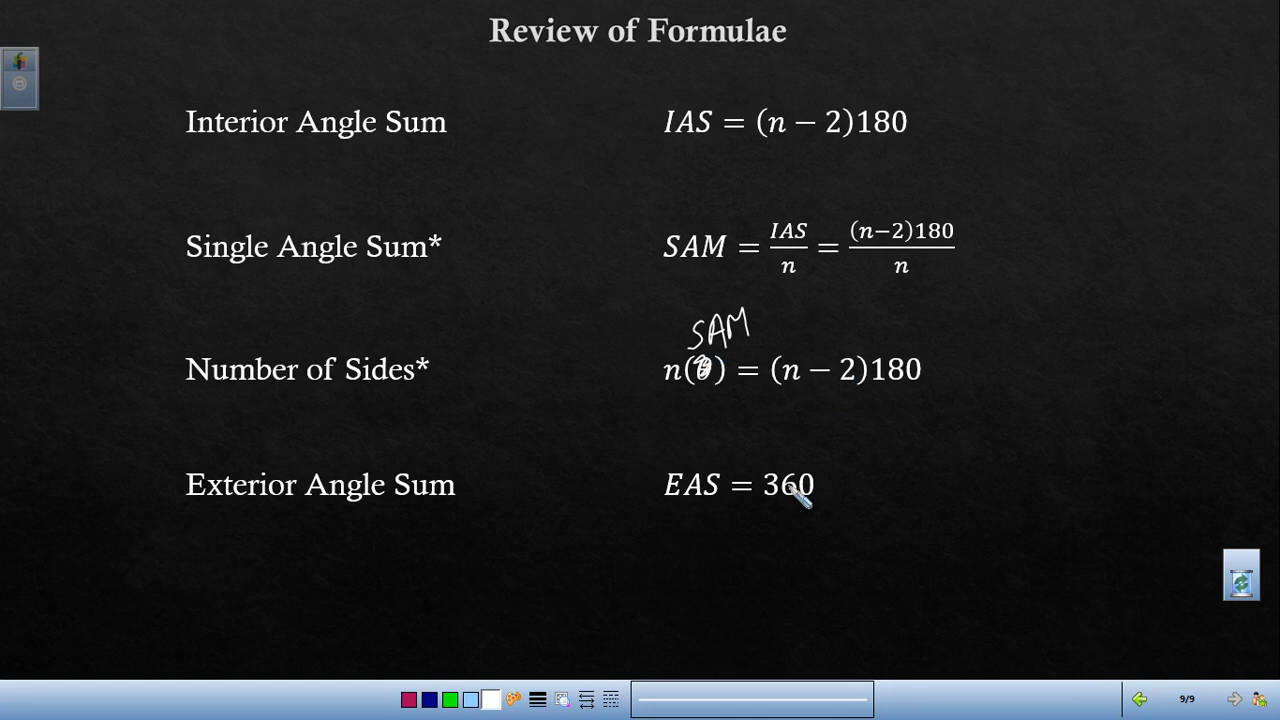 Review of Formulae
Interior Angle Sum IAS = (n − 2)180
Single Angle Sum* SAM = IAS/n = (n−2)180/n
SAM
Number of Sides* n(θ) = (n − 2)180
Exterior Angle Sum EAS = 360
9/9